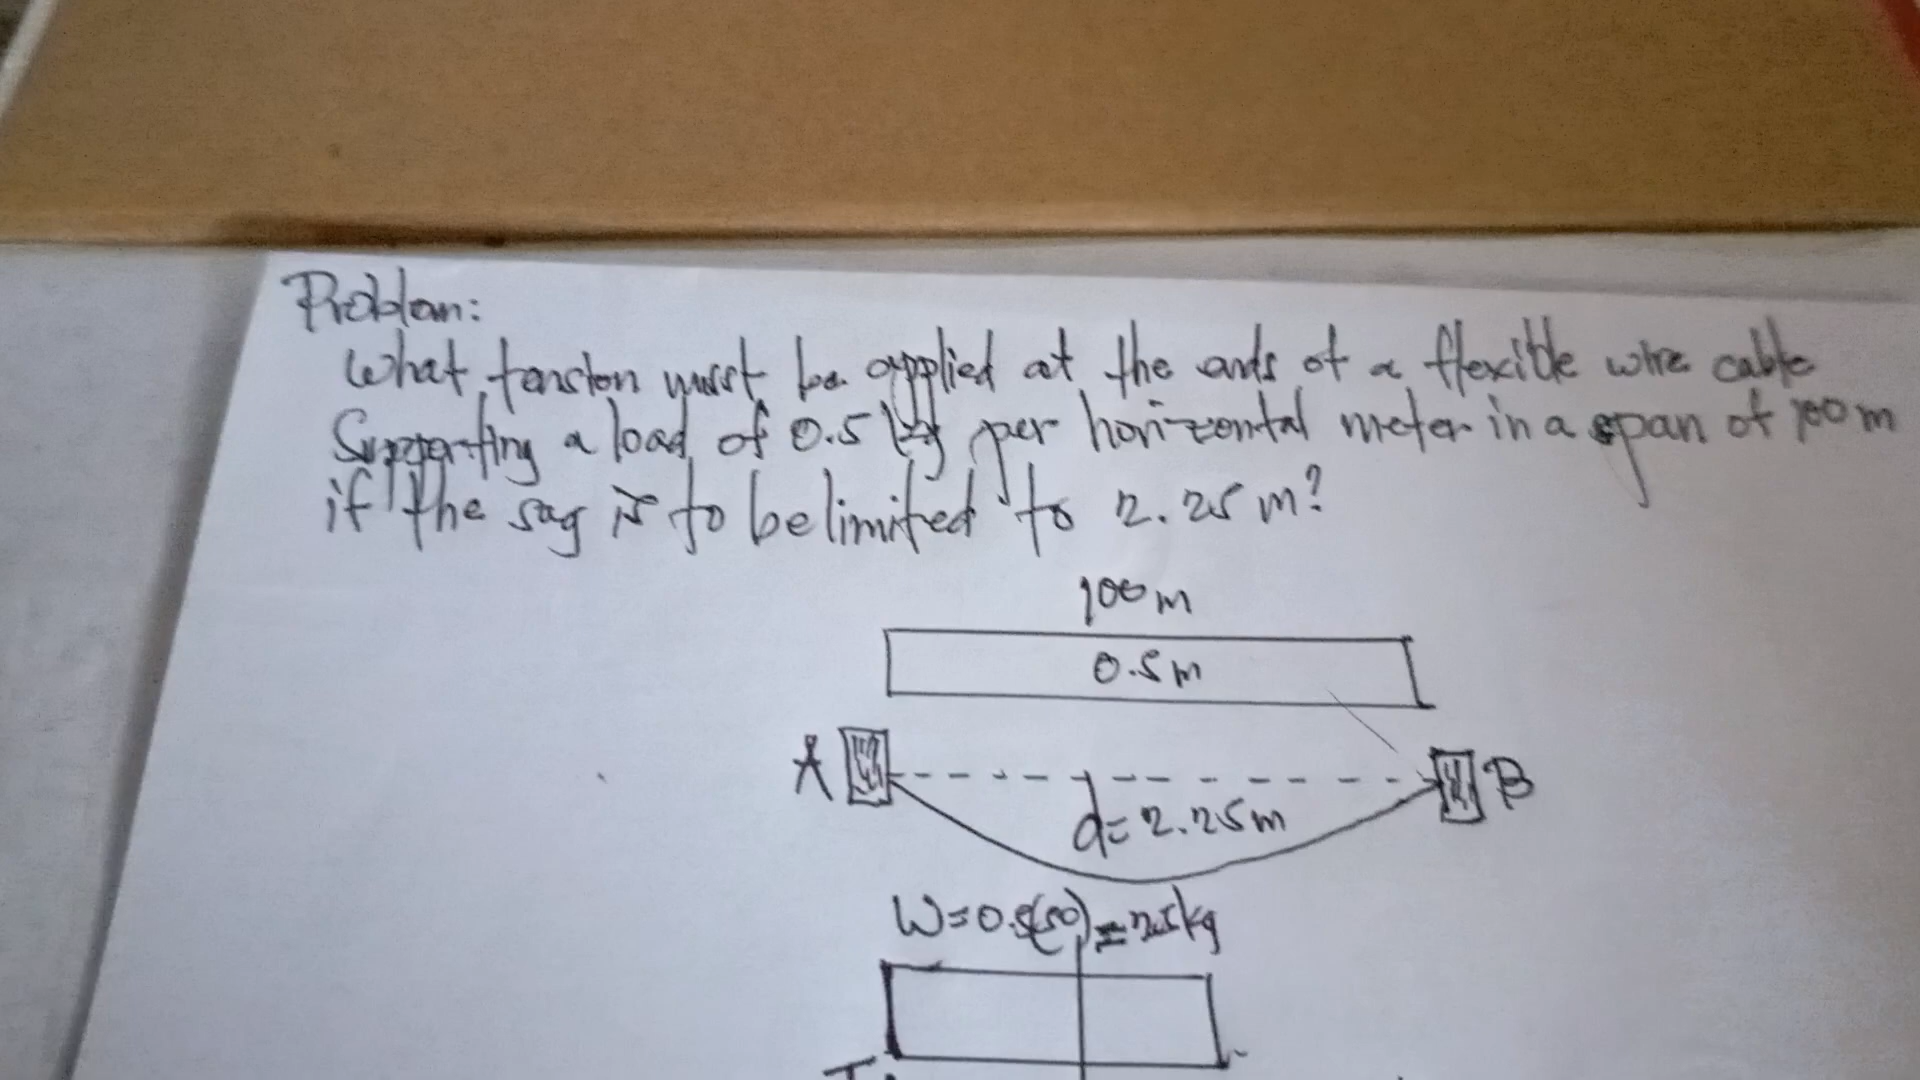 Problem:
What tension must be applied at the ends of a flexible wire cable
Supporting a load of 0.5 kg per horizontal meter in a span of 100 m
if the sag is to be limited to 2.25 m?
100 m
0.5 m
A
B
d = 2.25 m
W = 0.5(50) = 25 kg
T